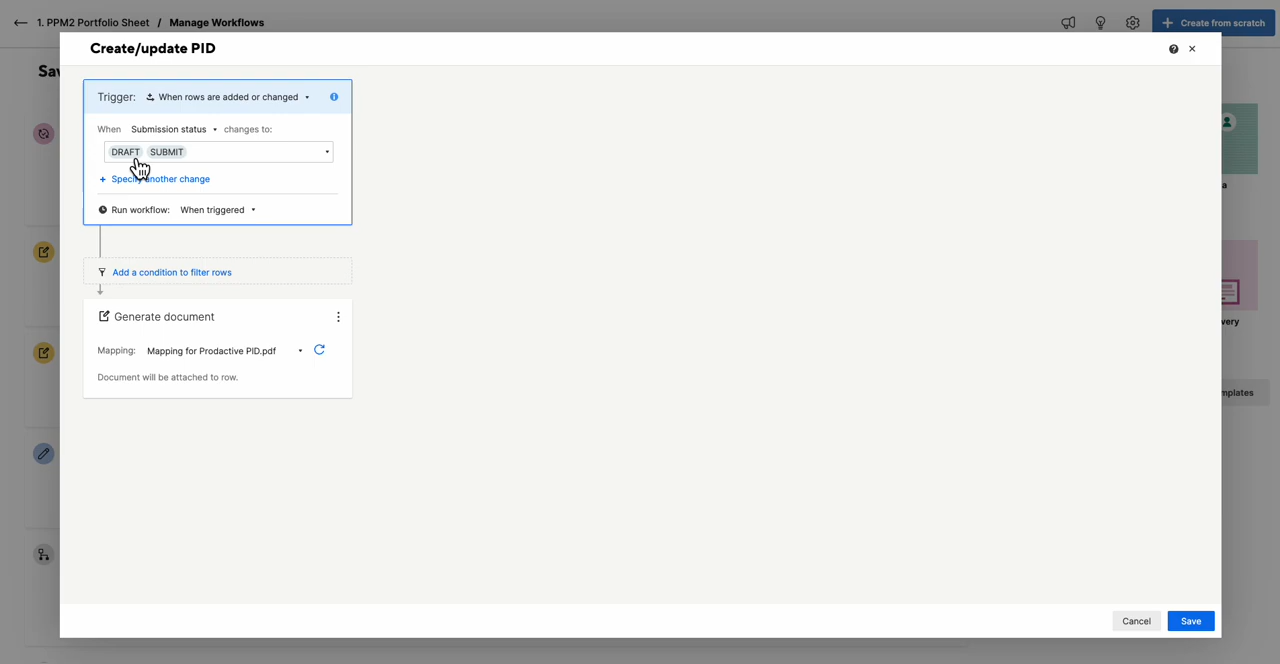 1. PPM2 Portfolio Sheet / Manage Workflows
Create from scratch
Create/update PID
Trigger: When rows are added or changed
When Submission status changes to:
DRAFT SUBMIT
+ Specify another change
Run workflow: When triggered
Add a condition to filter rows
Generate document
Mapping: Mapping for Prodactive PID.pdf
Document will be attached to row.
Cancel Save